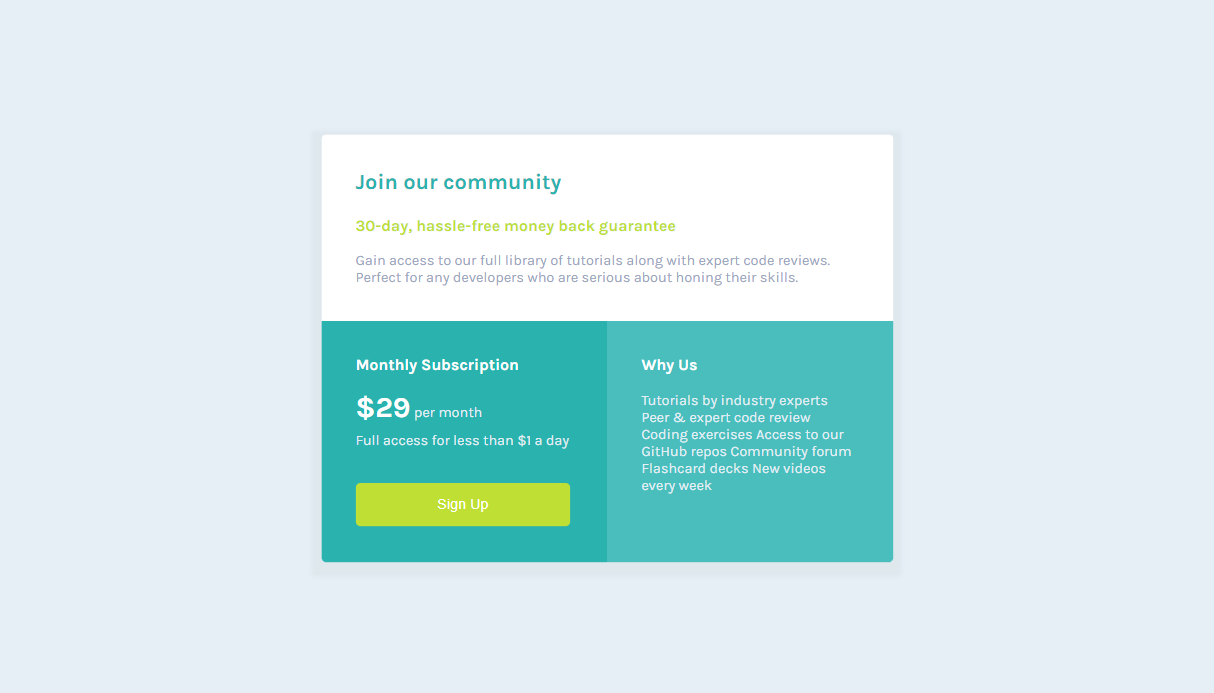 Join our community
30-day, hassle-free money back guarantee
Gain access to our full library of tutorials along with expert code reviews.
Perfect for any developers who are serious about honing their skills.
Monthly Subscription
$29 per month
Full access for less than $1 a day
Sign Up
Why Us
Tutorials by industry experts
Peer & expert code review
Coding exercises Access to our
GitHub repos Community forum
Flashcard decks New videos
every week